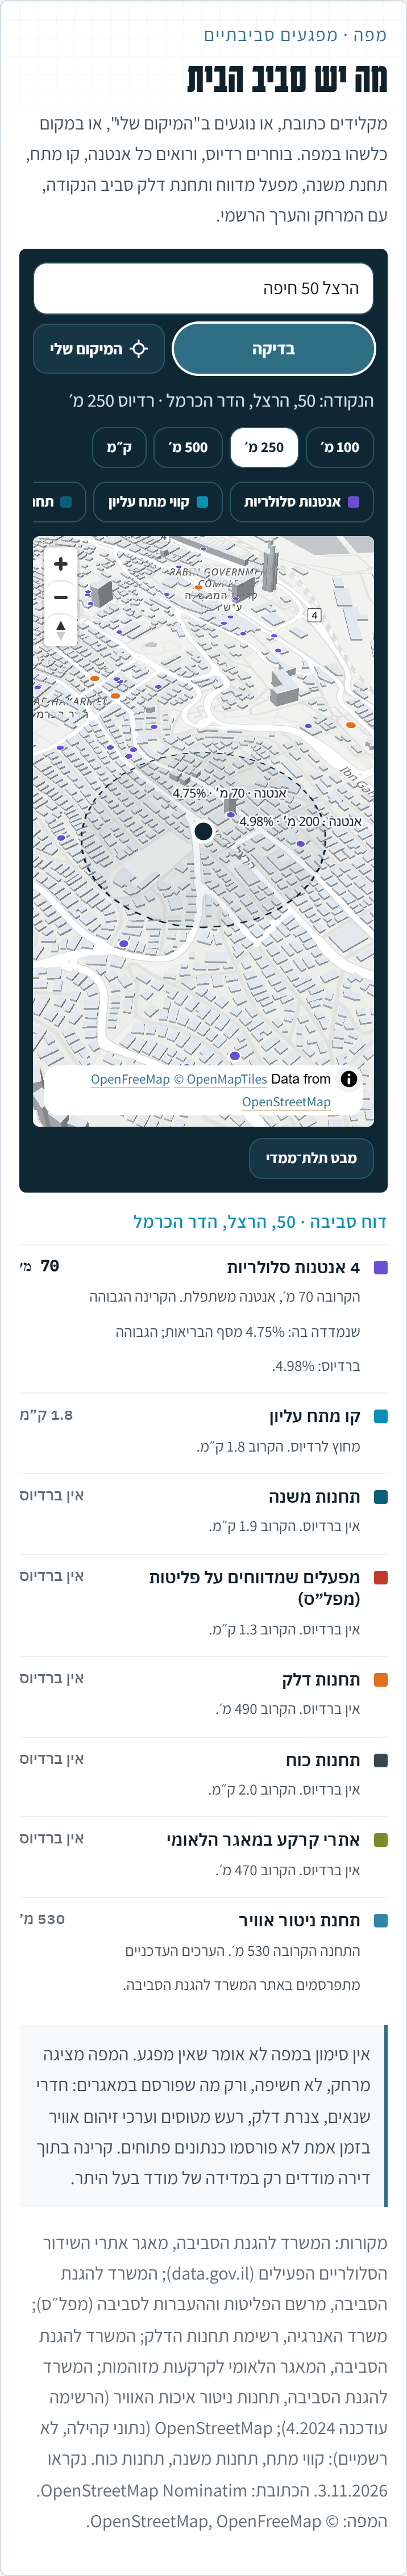 מפה · מפגעים סביבתיים
מה יש סביב הבית
מקלידים כתובת, או נוגעים ב"המיקום שלי", או במקום
כלשהו במפה. בוחרים רדיוס, ורואים כל אנטנה, קו מתח,
תחנת משנה, מפעל מדווח ותחנת דלק סביב הנקודה,
עם המרחק והערך הרשמי.
הרצל 50 חיפה
בדיקה
המיקום שלי
הנקודה: 50, הרצל, הדר הכרמל · רדיוס 250 מ׳
100 מ׳
250 מ׳
500 מ׳
ק״מ
אנטנות סלולריות
קווי מתח עליון
4
אנטנה · 70 מ׳ · 4.75%
אנטנה · 200 מ׳ · 4.98%
OpenFreeMap © OpenMapTiles Data from
OpenStreetMap
מבט תלת־ממדי
דוח סביבה · 50, הרצל, הדר הכרמל
4 אנטנות סלולריות
70 מ׳
הקרובה 70 מ׳, אנטנה משתפלת. הקרינה הגבוהה
שנמדדה בה: 4.75% מסף הבריאות; הגבוהה
ברדיוס: 4.98%.
קו מתח עליון
1.8 ק״מ
מחוץ לרדיוס. הקרוב 1.8 ק״מ.
תחנות משנה
אין ברדיוס
אין ברדיוס. הקרוב 1.9 ק״מ.
מפעלים שמדווחים על פליטות
(מפל״ס)
אין ברדיוס
אין ברדיוס. הקרוב 1.3 ק״מ.
תחנות דלק
אין ברדיוס
אין ברדיוס. הקרוב 490 מ׳.
תחנות כוח
אין ברדיוס
אין ברדיוס. הקרוב 2.0 ק״מ.
אתרי קרקע במאגר הלאומי
אין ברדיוס
אין ברדיוס. הקרוב 470 מ׳.
תחנת ניטור אוויר
530 מ׳
התחנה הקרובה 530 מ׳. הערכים העדכניים
מתפרסמים באתר המשרד להגנת הסביבה.
אין סימון במפה לא אומר שאין מפגע. המפה מציגה
מרחק, לא חשיפה, ורק מה שפורסם במאגרים: חדרי
שנאים, צנרת דלק, רעש מטוסים וערכי זיהום אוויר
בזמן אמת לא פורסמו כנתונים פתוחים. קרינה בתוך
דירה מודדים רק במדידה של מודד בעל היתר.
מקורות: המשרד להגנת הסביבה, מאגר אתרי השידור
הסלולריים הפעילים (data.gov.il); המשרד להגנת
הסביבה, מרשם הפליטות וההעברות לסביבה (מפל״ס);
משרד האנרגיה, רשימת תחנות הדלק; המשרד להגנת
הסביבה, המאגר הלאומי לקרקעות מזוהמות; המשרד
להגנת הסביבה, תחנות ניטור איכות האוויר (הרשימה
עודכנה 4.2024); OpenStreetMap (נתוני קהילה, לא
רשמיים): קווי מתח, תחנות משנה, תחנות כוח. נקראו
3.11.2026. הכתובת: OpenStreetMap Nominatim.
המפה: © OpenStreetMap, OpenFreeMap.